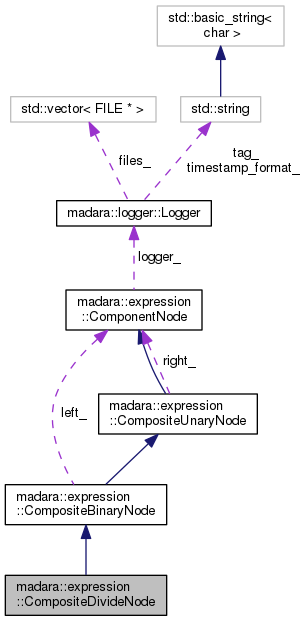 std::basic_string<
char >
std::vector< FILE * >
std::string
files_
tag_
timestamp_format_
madara::logger::Logger
logger_
madara::expression
::ComponentNode
right_
left_
madara::expression
::CompositeUnaryNode
madara::expression
::CompositeBinaryNode
madara::expression
::CompositeDivideNode